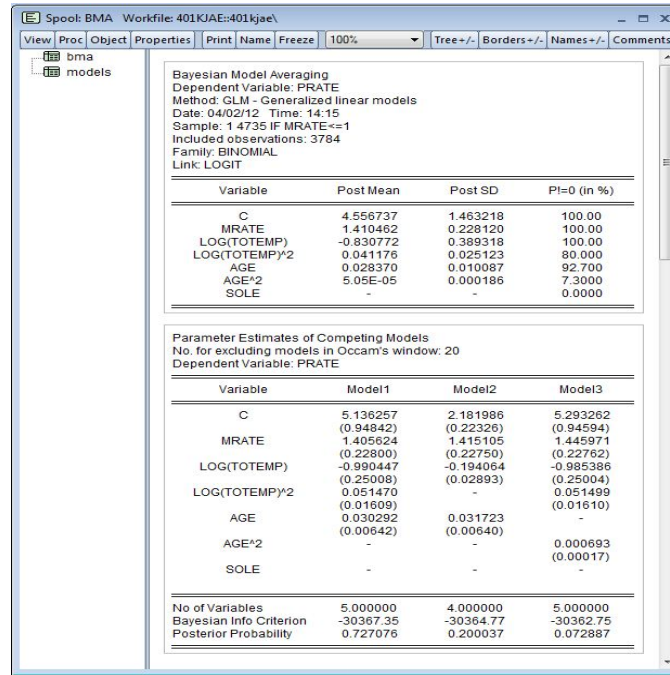 Spool: BMA Workfile: 401KJAE::401kjae\
View Proc Object Properties Print Name Freeze 100% Tree+/- Borders+/- Names+/- Comments
bma
models
Bayesian Model Averaging
Dependent Variable: PRATE
Method: GLM - Generalized linear models
Date: 04/02/12 Time: 14:15
Sample: 1 4735 IF MRATE<=1
Included observations: 3784
Family: BINOMIAL
Link: LOGIT
Variable Post Mean Post SD P!=0 (in %)
C 4.556737 1.463218 100.00
MRATE 1.410462 0.228120 100.00
LOG(TOTEMP) -0.830772 0.389318 100.00
LOG(TOTEMP)^2 0.041176 0.025123 80.000
AGE 0.028370 0.010087 92.700
AGE^2 5.05E-05 0.000186 7.3000
SOLE - - 0.0000
Parameter Estimates of Competing Models
No. for excluding models in Occam's window: 20
Dependent Variable: PRATE
Variable Model1 Model2 Model3
C 5.136257 2.181986 5.293262
(0.94842) (0.22326) (0.94594)
MRATE 1.405624 1.415105 1.445971
(0.22800) (0.22750) (0.22762)
LOG(TOTEMP) -0.990447 -0.194064 -0.985386
(0.25008) (0.02893) (0.25004)
LOG(TOTEMP)^2 0.051470 - 0.051499
(0.01609) (0.01610)
AGE 0.030292 0.031723 -
(0.00642) (0.00640)
AGE^2 - - 0.000693
(0.00017)
SOLE - - -
No of Variables 5.000000 4.000000 5.000000
Bayesian Info Criterion -30367.35 -30364.77 -30362.75
Posterior Probability 0.727076 0.200037 0.072887